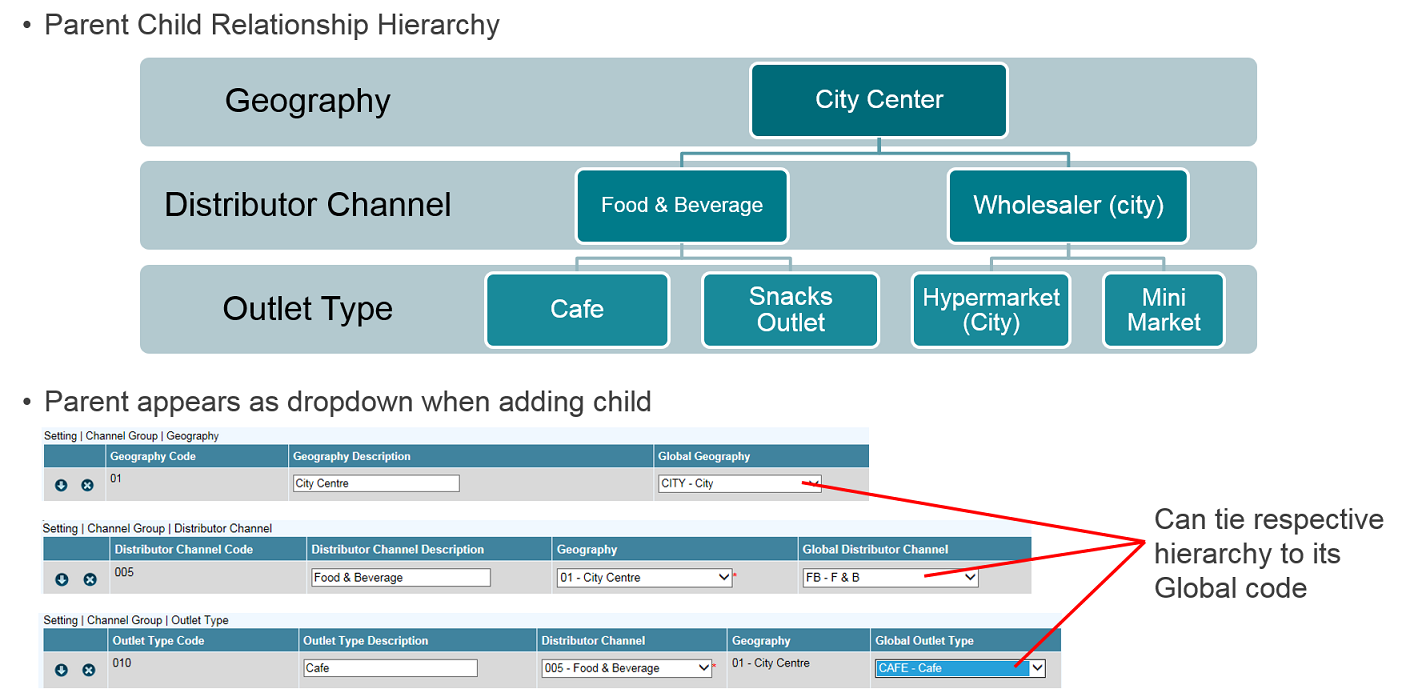 • Parent Child Relationship Hierarchy
Geography
City Center
Distributor Channel
Food & Beverage
Wholesaler (city)
Outlet Type
Cafe
Snacks
Outlet
Hypermarket
(City)
Mini
Market
• Parent appears as dropdown when adding child
Setting | Channel Group | Geography
Geography Code Geography Description Global Geography
01 City Centre CITY - City
Setting | Channel Group | Distributor Channel
Distributor Channel Code Distributor Channel Description Geography Global Distributor Channel
005 Food & Beverage 01 - City Centre * FB - F & B
Setting | Channel Group | Outlet Type
Outlet Type Code Outlet Type Description Distributor Channel Geography Global Outlet Type
010 Cafe 005 - Food & Beverage * 01 - City Centre CAFE - Cafe
Can tie respective
hierarchy to its
Global code